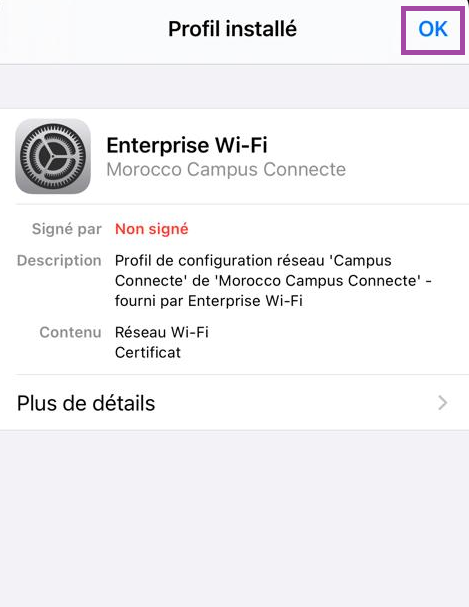 Profil installé
OK
Enterprise Wi-Fi
Morocco Campus Connecte
Signé par Non signé
Description Profil de configuration réseau 'Campus
Connecte' de 'Morocco Campus Connecte' -
fourni par Enterprise Wi-Fi
Contenu Réseau Wi-Fi
Certificat
Plus de détails